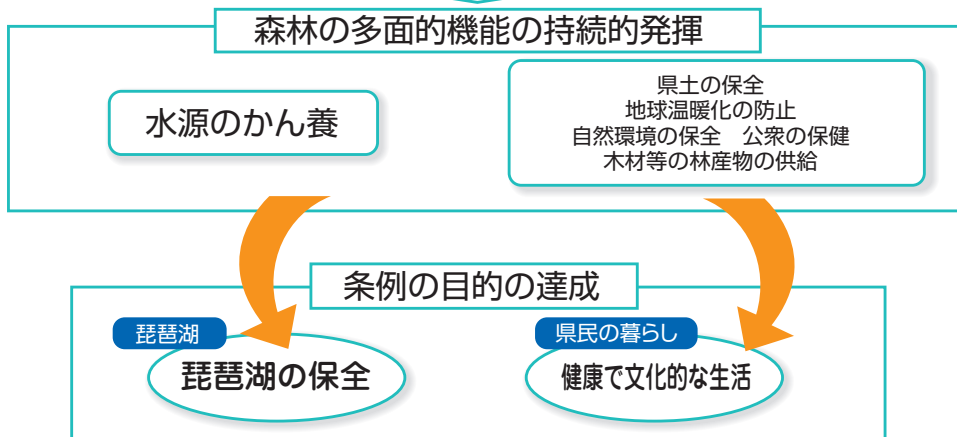 森林の多面的機能の持続的発揮
水源のかん養
県土の保全
地球温暖化の防止
自然環境の保全　公衆の保健
木材等の林産物の供給
条例の目的の達成
琵琶湖
琵琶湖の保全
県民の暮らし
健康で文化的な生活